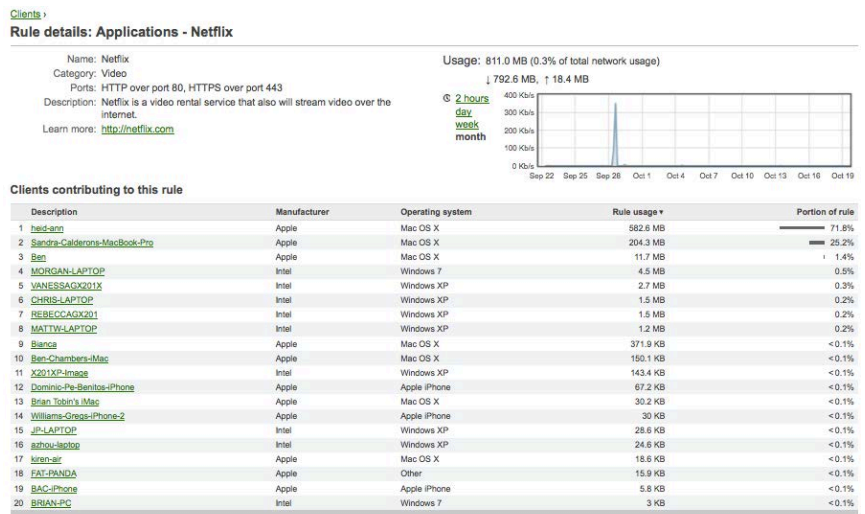 Clients ›
Rule details: Applications - Netflix
Name: Netflix
Category: Video
Ports: HTTP over port 80, HTTPS over port 443
Description: Netflix is a video rental service that also will stream video over the
internet.
Learn more: http://netflix.com
Usage: 811.0 MB (0.3% of total network usage)
↓ 792.6 MB, ↑ 18.4 MB
2 hours
day
week
month
400 Kb/s
300 Kb/s
200 Kb/s
100 Kb/s
0 Kb/s
Sep 22 Sep 25 Sep 28 Oct 1 Oct 4 Oct 7 Oct 10 Oct 13 Oct 16 Oct 19
Clients contributing to this rule
Description Manufacturer Operating system Rule usage ▾ Portion of rule
1 heid-ann Apple Mac OS X 582.6 MB 71.8%
2 Sandra-Calderons-MacBook-Pro Apple Mac OS X 204.3 MB 25.2%
3 Ben Apple Mac OS X 11.7 MB 1.4%
4 MORGAN-LAPTOP Intel Windows 7 4.5 MB 0.5%
5 VANESSAGX201X Intel Windows XP 2.7 MB 0.3%
6 CHRIS-LAPTOP Intel Windows XP 1.5 MB 0.2%
7 REBECCAGX201 Intel Windows XP 1.5 MB 0.2%
8 MATTW-LAPTOP Intel Windows XP 1.2 MB 0.2%
9 Bianca Apple Mac OS X 371.9 KB <0.1%
10 Ben-Chambers-iMac Apple Mac OS X 150.1 KB <0.1%
11 X201XP-Image Intel Windows XP 143.4 KB <0.1%
12 Dominic-Pe-Benitos-iPhone Apple Apple iPhone 67.2 KB <0.1%
13 Brian Tobin's iMac Apple Mac OS X 30.2 KB <0.1%
14 Williams-Gregs-iPhone-2 Apple Apple iPhone 30 KB <0.1%
15 JP-LAPTOP Intel Windows XP 28.6 KB <0.1%
16 azhou-laptop Intel Windows XP 24.6 KB <0.1%
17 kiren-air Apple Mac OS X 18.6 KB <0.1%
18 FAT-PANDA Apple Other 15.9 KB <0.1%
19 BAC-iPhone Apple Apple iPhone 5.8 KB <0.1%
20 BRIAN-PC Intel Windows 7 3 KB <0.1%